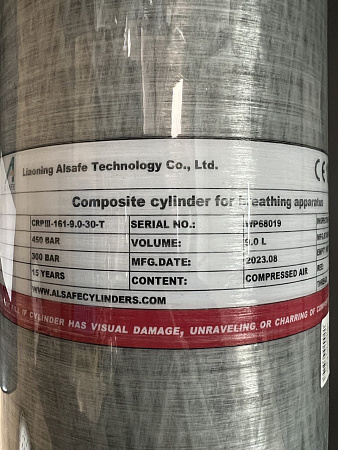 Liaoning Alsafe Technology Co., Ltd.
CE
Composite cylinder for breathing apparatus
CRPIII-161-9.0-30-T SERIAL NO.: WP68019
450 BAR VOLUME: 9.0 L
300 BAR MFG.DATE: 2023.08
15 YEARS CONTENT: COMPRESSED AIR
WWW.ALSAFECYLINDERS.COM
IF CYLINDER HAS VISUAL DAMAGE, UNRAVELING OR CHARRING OF